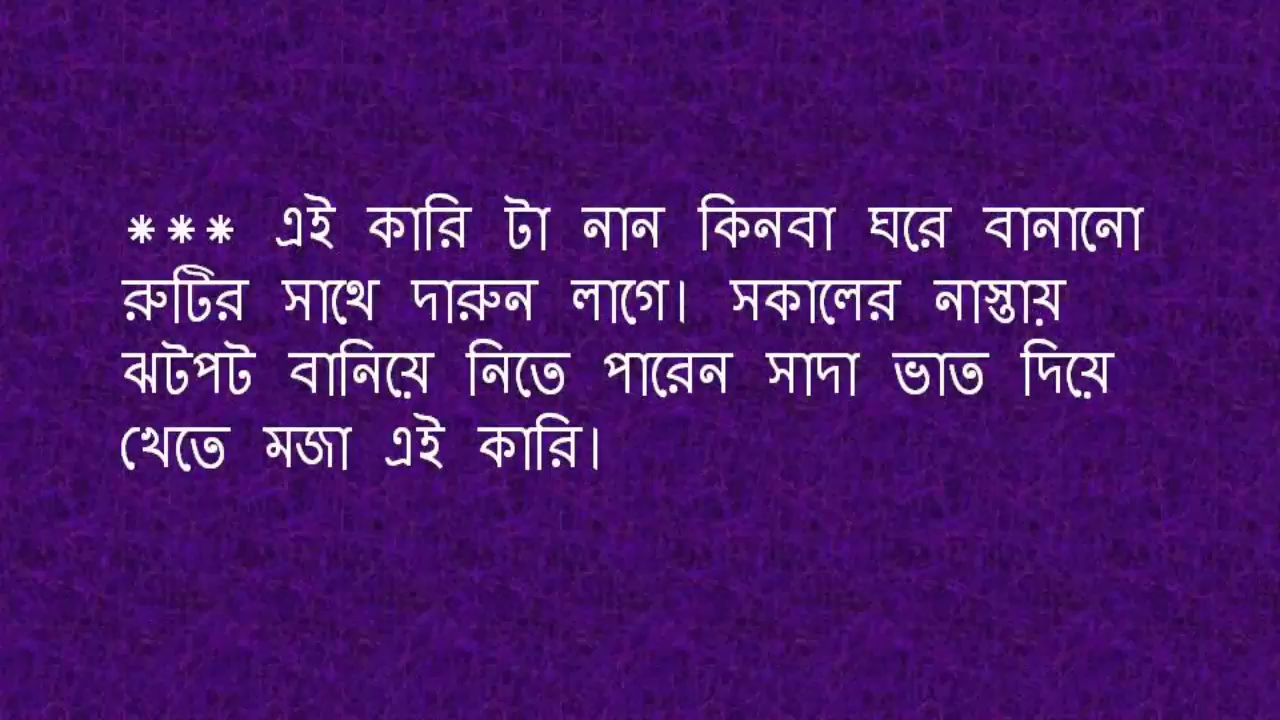 *** এই কারি টা নান কিনবা ঘরে বানানো
রুটির সাথে দারুন লাগে। সকালের নাস্তায়
ঝটপট বানিয়ে নিতে পারেন সাদা ভাত দিয়ে
খেতে মজা এই কারি।